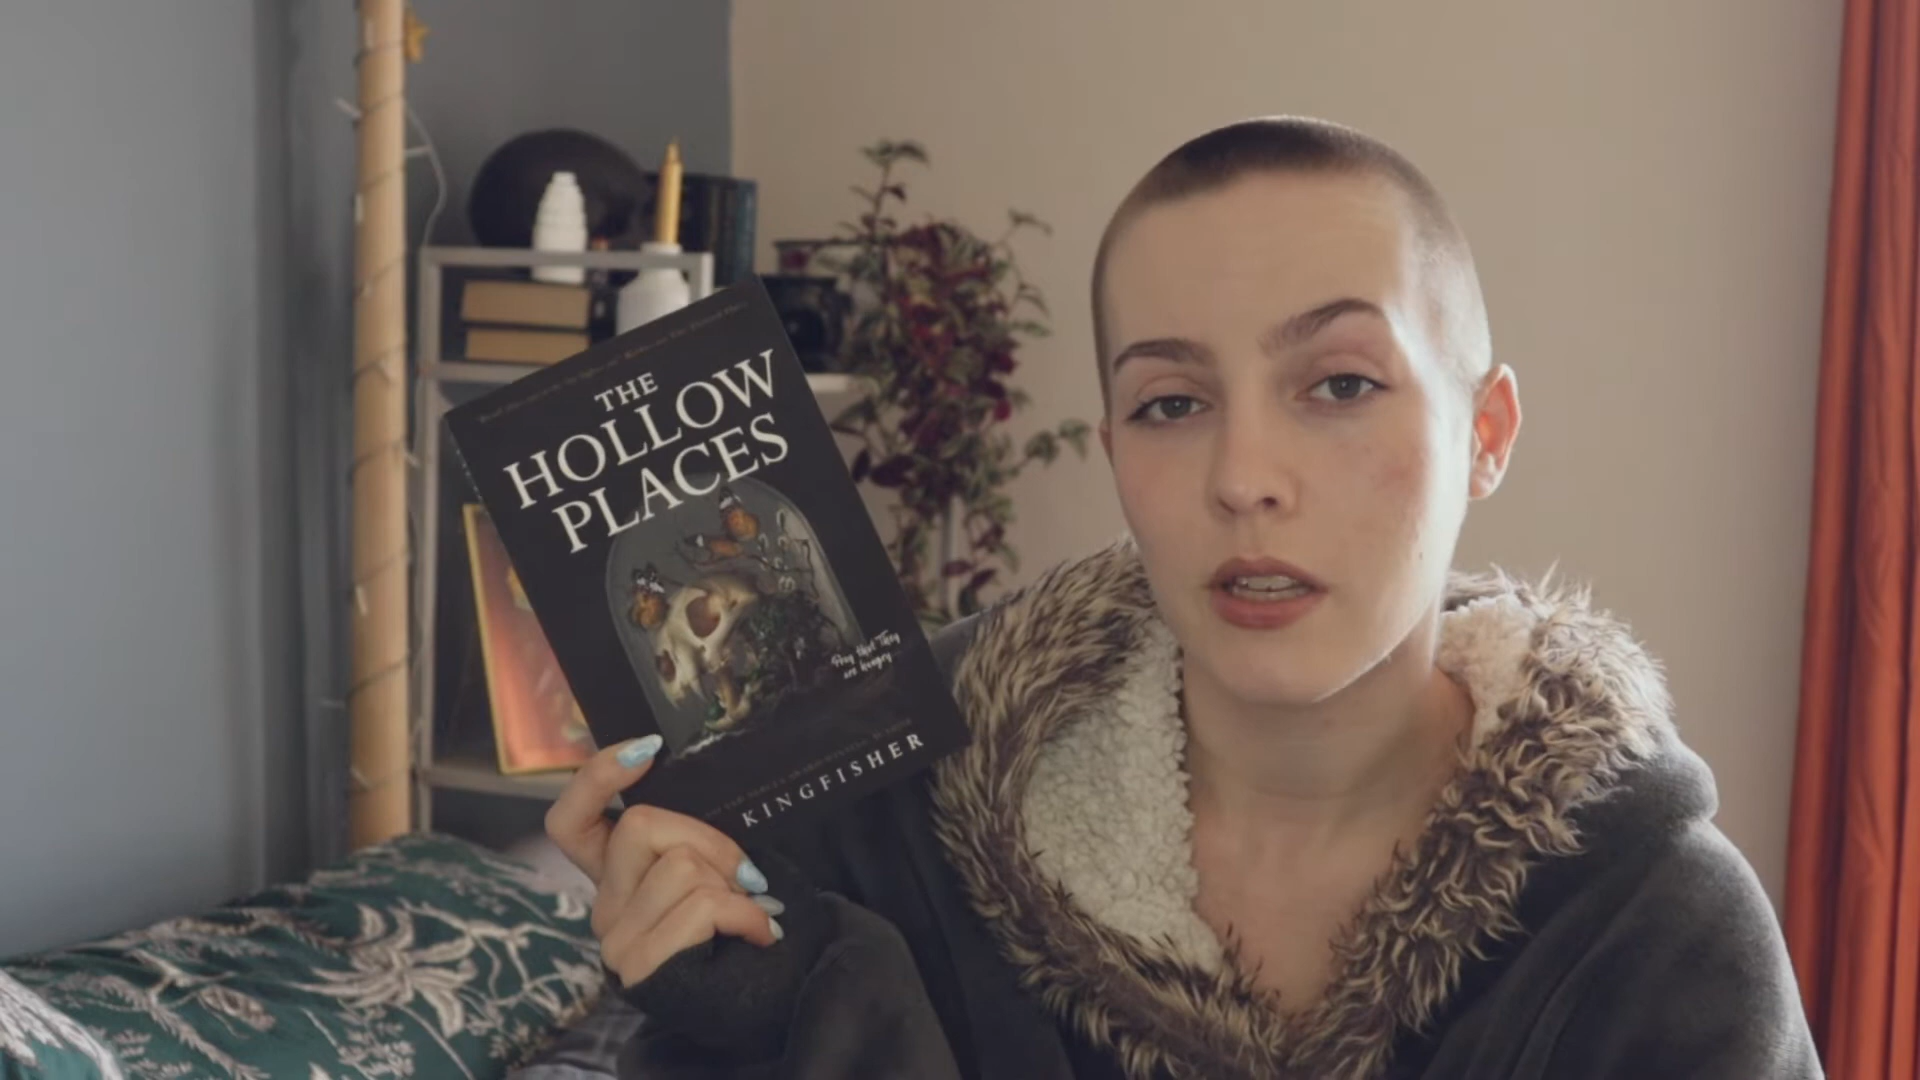 THE
HOLLOW
PLACES
Pray that They
are hungry.
KINGFISHER